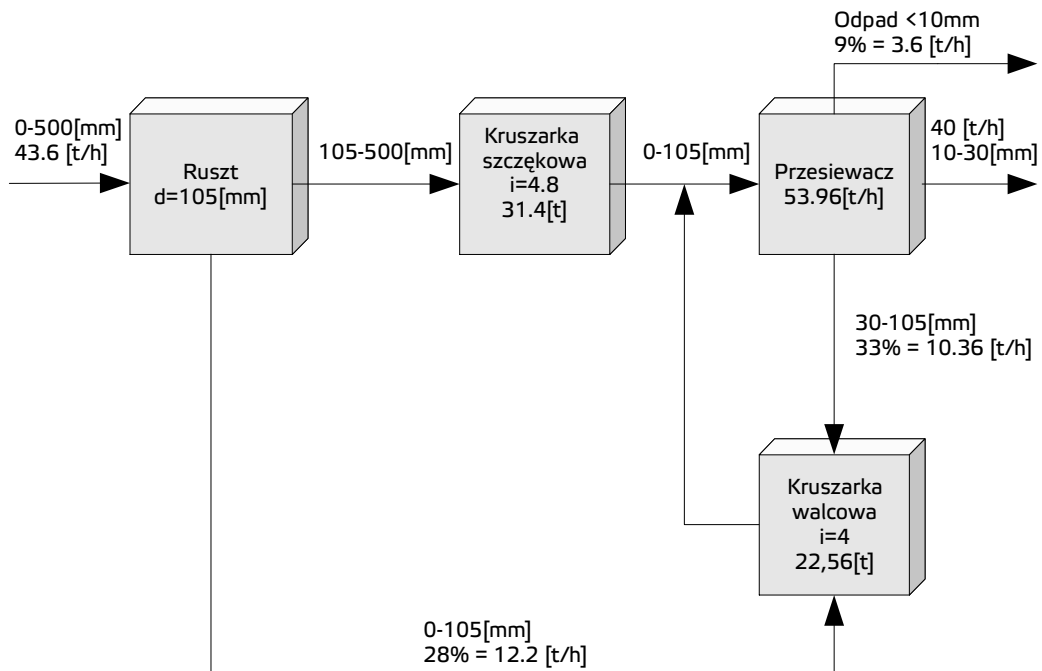 Odpad <10mm
9% = 3.6 [t/h]
0-500[mm]
43.6 [t/h]
Ruszt
d=105[mm]
105-500[mm]
Kruszarka
szczękowa
i=4.8
31.4[t]
0-105[mm]
Przesiewacz
53.96[t/h]
40 [t/h]
10-30[mm]
30-105[mm]
33% = 10.36 [t/h]
Kruszarka
walcowa
i=4
22,56[t]
0-105[mm]
28% = 12.2 [t/h]